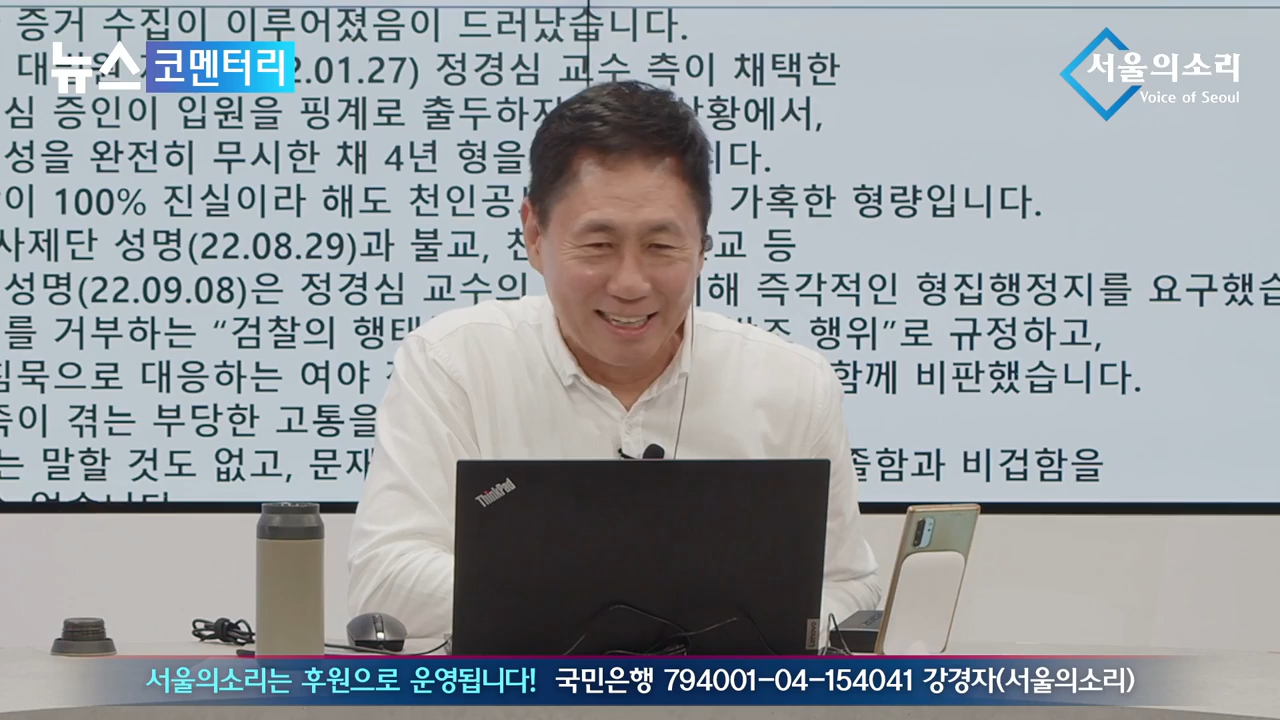 증거 수집이 이루어졌음이 드러났습니다.
뉴스 코멘터리
서울의소리
Voice of Seoul
.01.27) 정경심 교수 측이 채택한
심 증인이 입원을 핑계로 출두하지 상황에서,
성을 완전히 무시한 채 4년 형을 니다.
이 100% 진실이라 해도 천인공 가혹한 형량입니다.
사제단 성명(22.08.29)과 불교, 교 등
성명(22.09.08)은 정경심 교수의 해 즉각적인 형집행정지를 요구했습
를 거부하는 “검찰의 행태 행위”로 규정하고,
침묵으로 대응하는 여야 함께 비판했습니다.
족이 겪는 부당한 고통을
는 말할 것도 없고, 문재 졸함과 비겁함을
ThinkPad
서울의소리는 후원으로 운영됩니다! 국민은행 794001-04-154041 강경자(서울의소리)